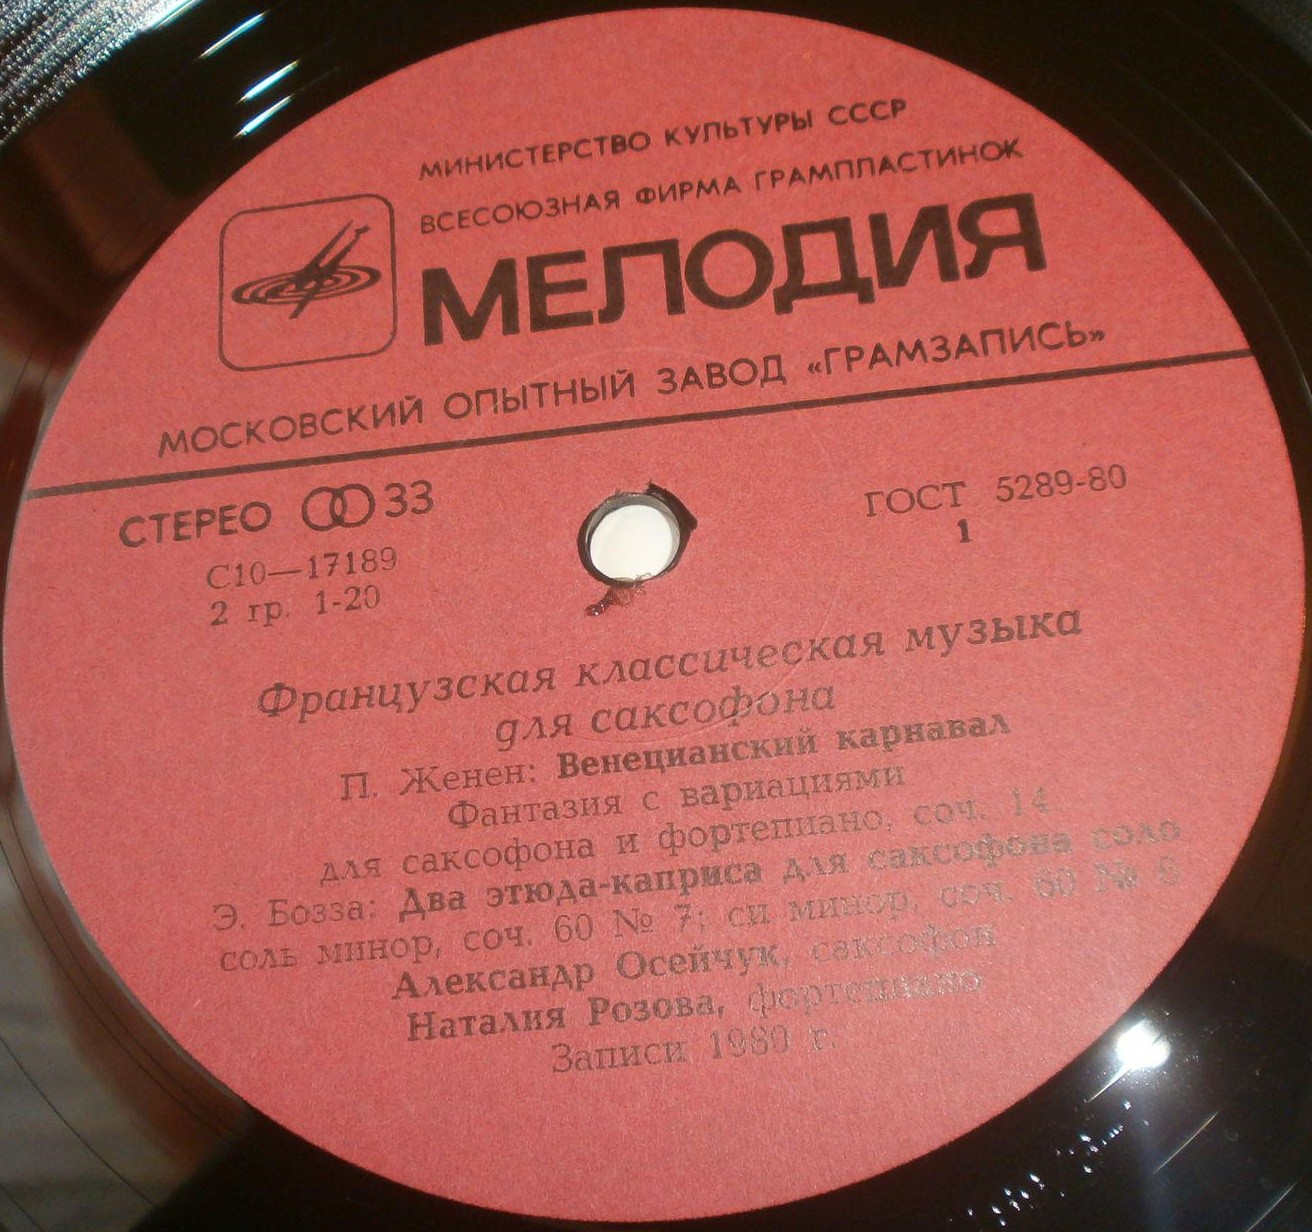 МИНИСТЕРСТВО КУЛЬТУРЫ СССР
ВСЕСОЮЗНАЯ ФИРМА ГРАМПЛАСТИНОК
МЕЛОДИЯ
МОСКОВСКИЙ ОПЫТНЫЙ ЗАВОД «ГРАМЗАПИСЬ»
СТЕРЕО 33
ГОСТ 5289-80
С10—17189
1
2 гр. 1-20
Французская классическая музыка
для саксофона
П. Женен: Венецианский карнавал
Фантазия с вариациями
для саксофона и фортепиано, соч. 14
Э. Бозза: Два этюда-каприса для саксофона соло
соль минор, соч. 60 № 7; си минор, соч. 60 №
Александр Осейчук, саксофон
Наталия Розова, фортепиано
Записи 1980 г.